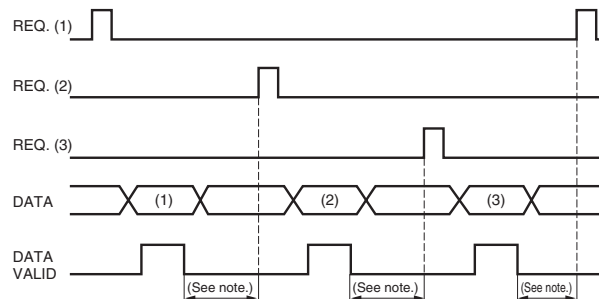 REQ. (1)
REQ. (2)
REQ. (3)
DATA
(1)
(2)
(3)
DATA
VALID
(See note.)
(See note.)
(See note.)